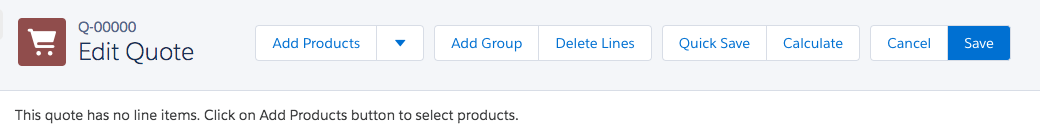 Q-00000
Edit Quote
Add Products Add Group Delete Lines Quick Save Calculate Cancel Save
This quote has no line items. Click on Add Products button to select products.